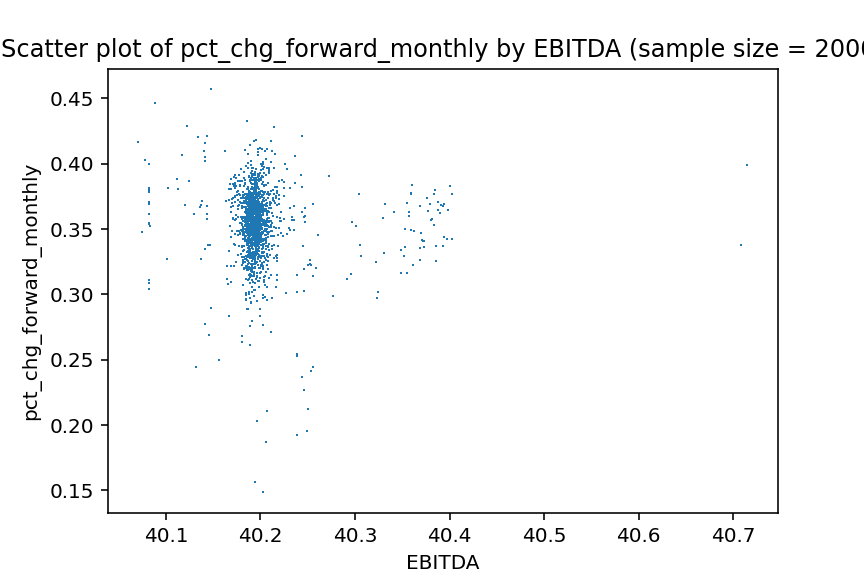 Scatter plot of pct_chg_forward_monthly by EBITDA (sample size = 200
0.45
0.40
0.35
0.30
0.25
0.20
0.15
pct_chg_forward_monthly
40.1 40.2 40.3 40.4 40.5 40.6 40.7
EBITDA